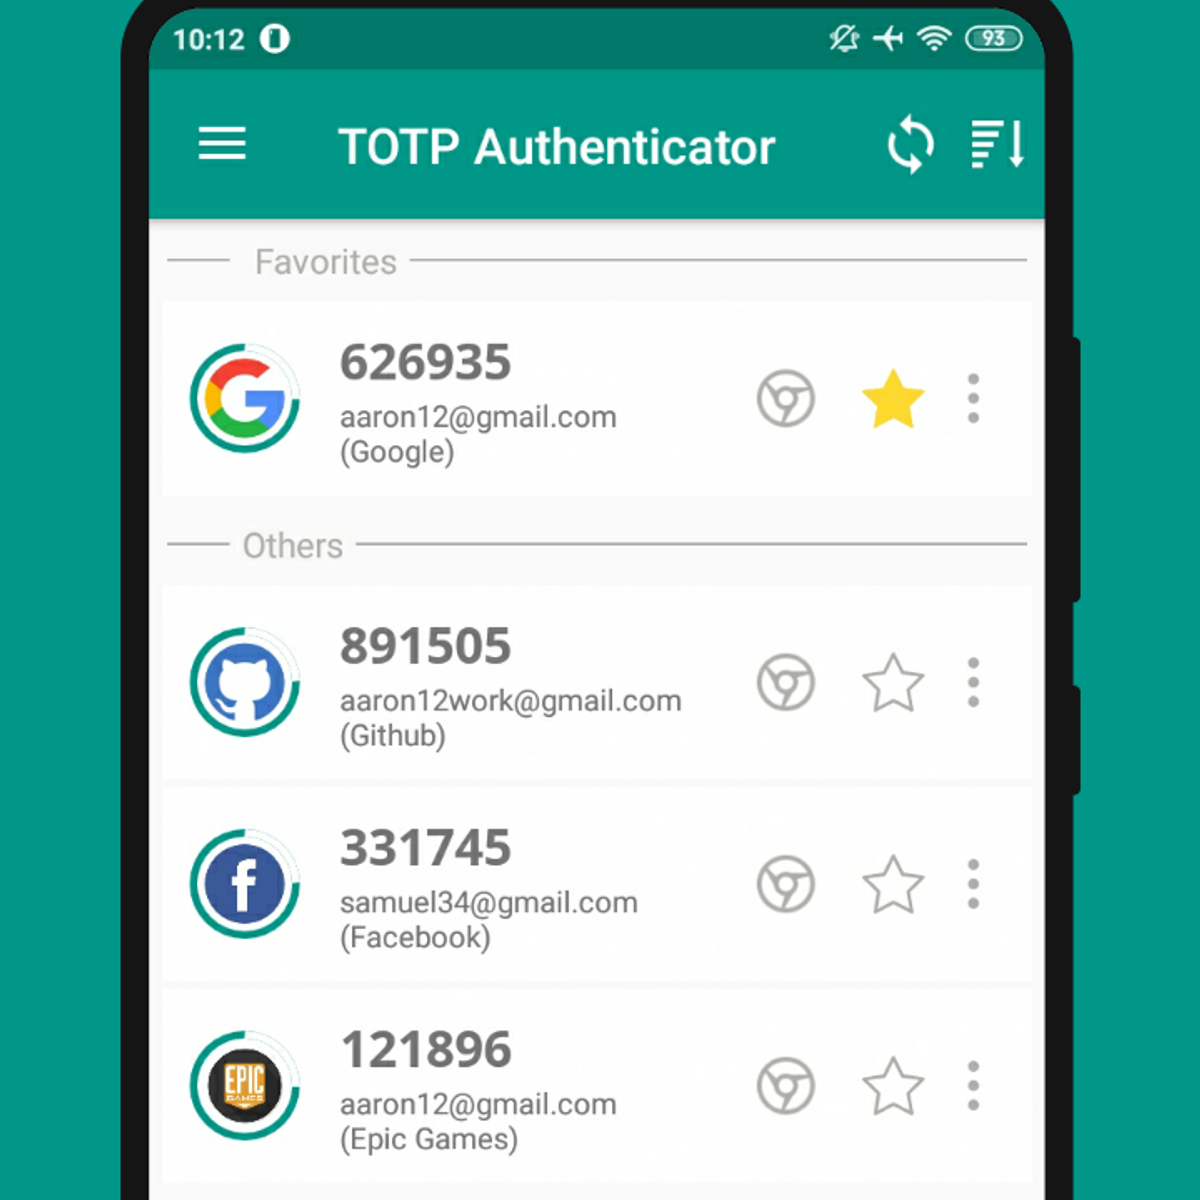 10:12 93
TOTP Authenticator
Favorites
626935
aaron12@gmail.com
(Google)
Others
891505
aaron12work@gmail.com
(Github)
331745
samuel34@gmail.com
(Facebook)
EPIC
GAMES
121896
aaron12@gmail.com
(Epic Games)